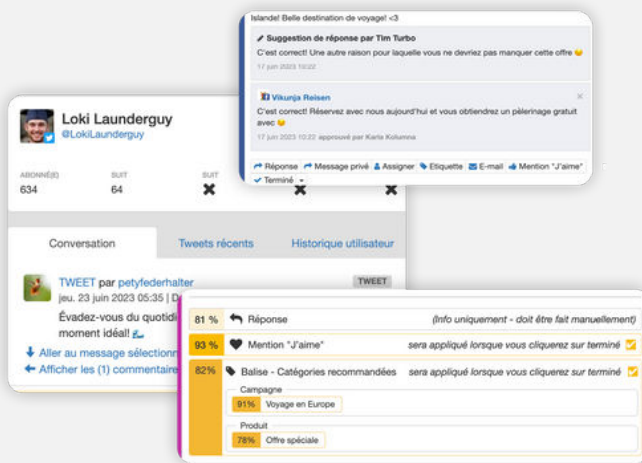 Islande! Belle destination de voyage! <3
Suggestion de réponse par Tim Turbo
C'est correct! Une autre raison pour laquelle vous ne devriez pas manquer cette offre
17 juin 2023 10:22
Vikunja Reisen ×
C'est correct! Réservez avec nous aujourd'hui et vous obtiendrez un pèlerinage gratuit
avec
17 juin 2023 10:22 approuvé par Karla Kolumna
Réponse Message privé Assigner Etiquette E-mail Mention "J'aime"
Terminé
Loki Launderguy
@LokiLaunderguy
ABONNÉ(E) SUIT SUIT
634 64
Conversation Tweets récents Historique utilisateur
TWEET par petyfederhalter TWEET
jeu. 23 juin 2023 05:35 |
Êvadez-vous du quotidi
moment idéal!
Aller au message sélectionn
Afficher les (1) commentaire
81 % Réponse (Info uniquement - doit être fait manuellement)
93 % Mention "J'aime" sera appliqué lorsque vous cliquerez sur terminé
82% Balise - Catégories recommandées sera appliqué lorsque vous cliquerez sur terminé
Campagne
91% Voyage en Europe
Produit
78% Offre spéciale